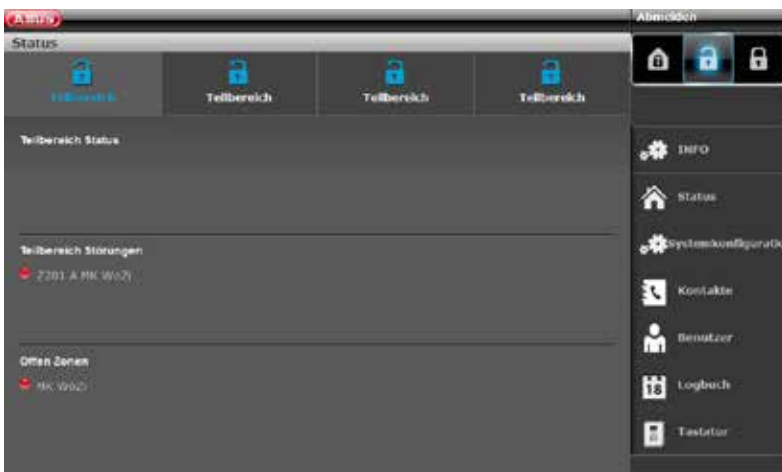 ABUS
Abmelden
Status
Teilbereich
Teilbereich
Teilbereich
Teilbereich
Teilbereich Status
INFO
Status
Teilbereich Störungen
Systemkonfiguratio
Z201 A MK WoZi
Kontakte
Benutzer
Offen Zonen
MK WoZi
18
Logbuch
Tastatur